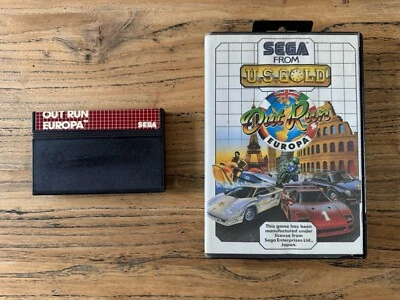 OUT RUN
EUROPA
SEGA
SEGA
FROM
U.S. GOLD
Out Run
EUROPA
1
This game has been
manufactured under
license from
Sega Enterprises Ltd.,
Japan.